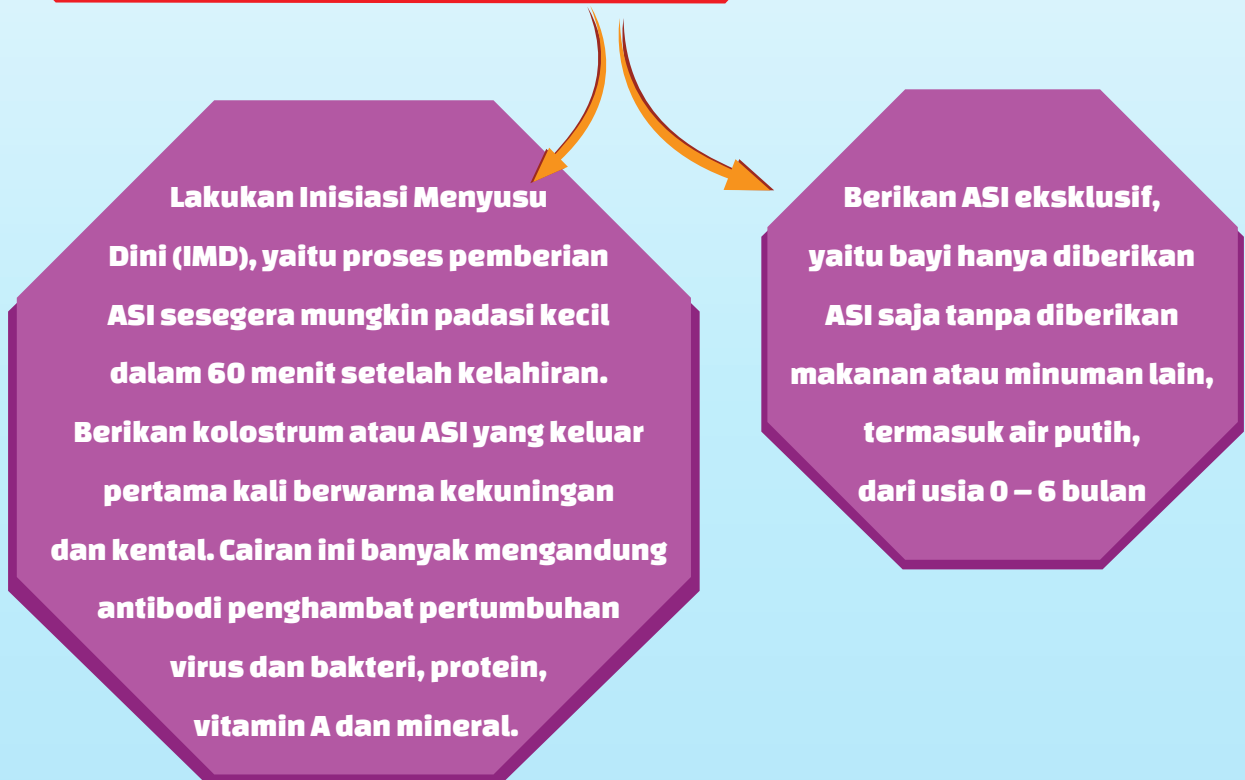 Lakukan Inisiasi Menyusu
Dini (IMD), yaitu proses pemberian
ASI sesegera mungkin padasi kecil
dalam 60 menit setelah kelahiran.
Berikan kolostrum atau ASI yang keluar
pertama kali berwarna kekuningan
dan kental. Cairan ini banyak mengandung
antibodi penghambat pertumbuhan
virus dan bakteri, protein,
vitamin A dan mineral.
Berikan ASI eksklusif,
yaitu bayi hanya diberikan
ASI saja tanpa diberikan
makanan atau minuman lain,
termasuk air putih,
dari usia 0 – 6 bulan